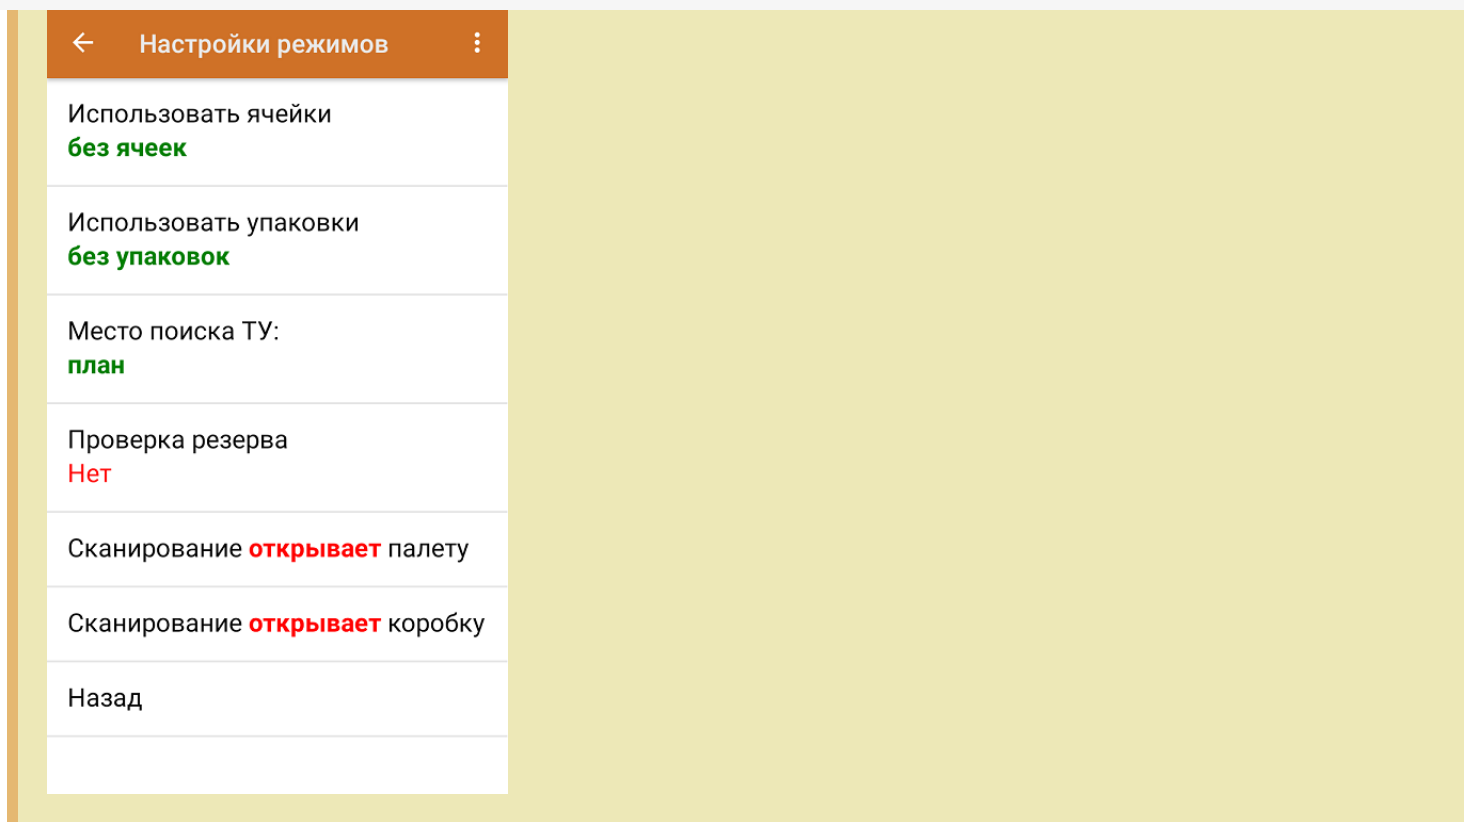 Настройки режимов
Использовать ячейки
без ячеек
Использовать упаковки
без упаковок
Место поиска ТУ:
план
Проверка резерва
Нет
Сканирование открывает палету
Сканирование открывает коробку
Назад